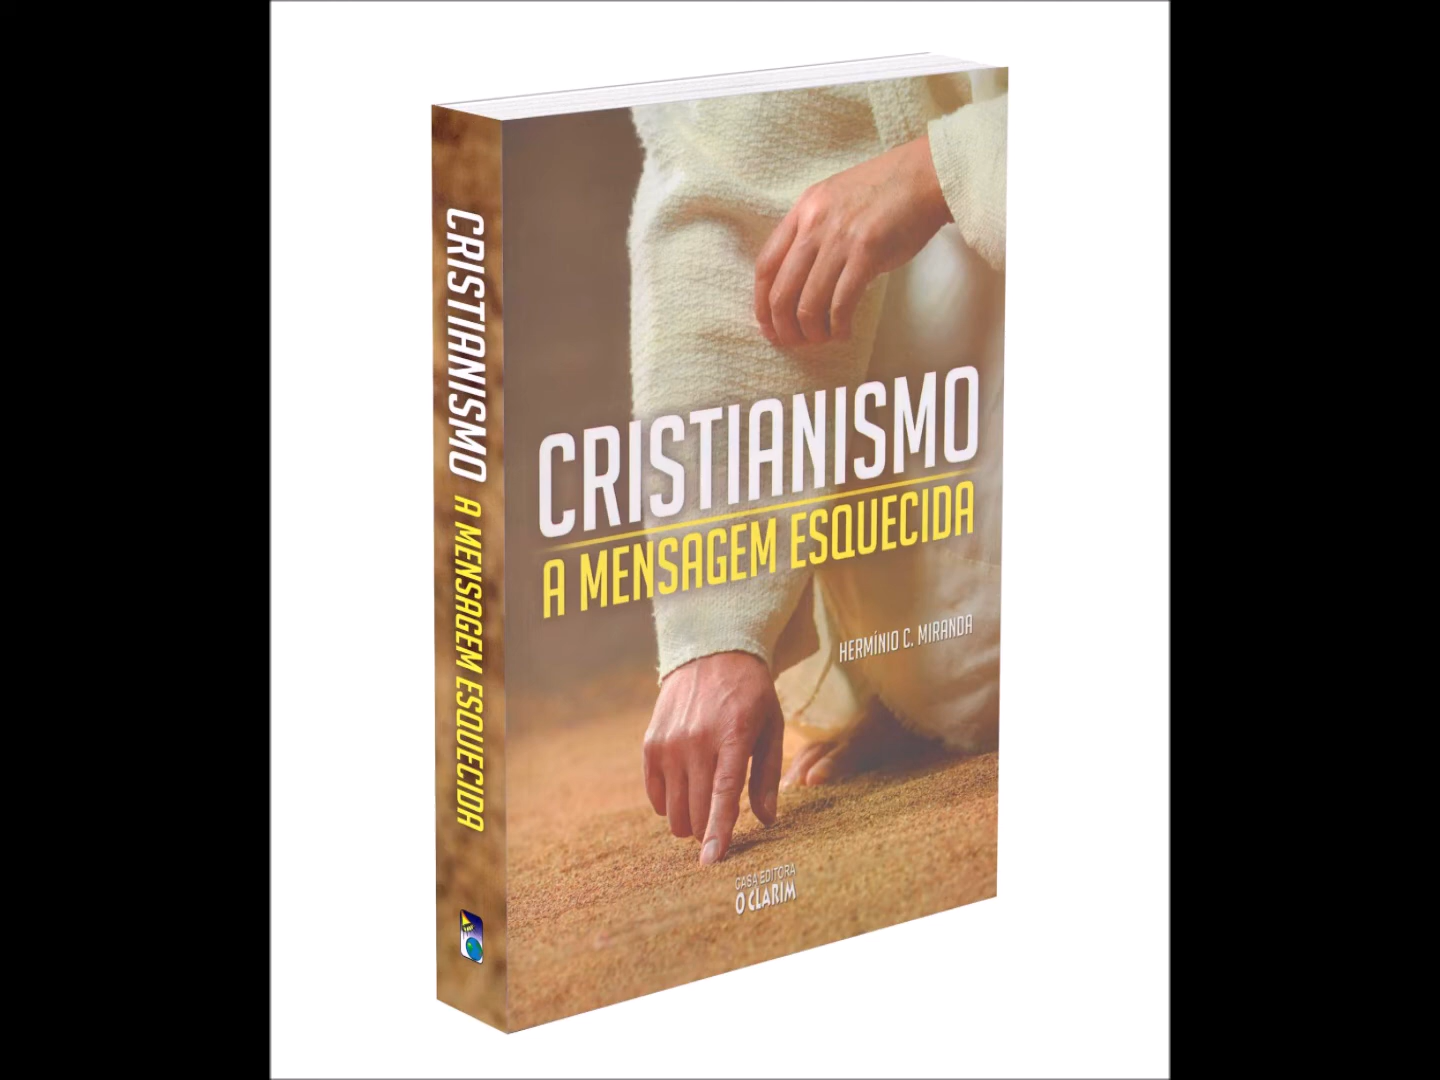 CRISTIANISMO A MENSAGEM ESQUECIDA
CRISTIANISMO
A MENSAGEM ESQUECIDA
HERMÍNIO C. MIRANDA
CASA EDITORA
O CLARIM